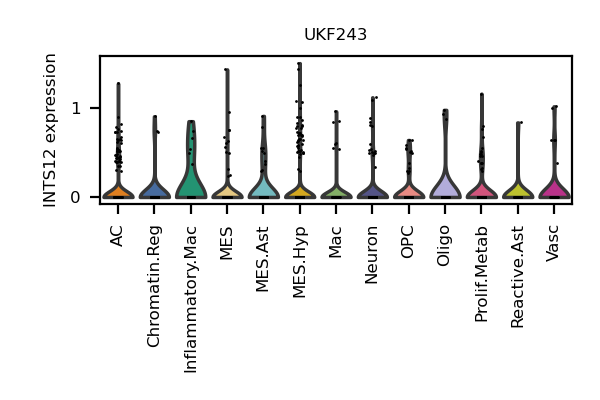 UKF243
INTS12 expression
1
0
AC
Chromatin.Reg
Inflammatory.Mac
MES
MES.Ast
MES.Hyp
Mac
Neuron
OPC
Oligo
Prolif.Metab
Reactive.Ast
Vasc